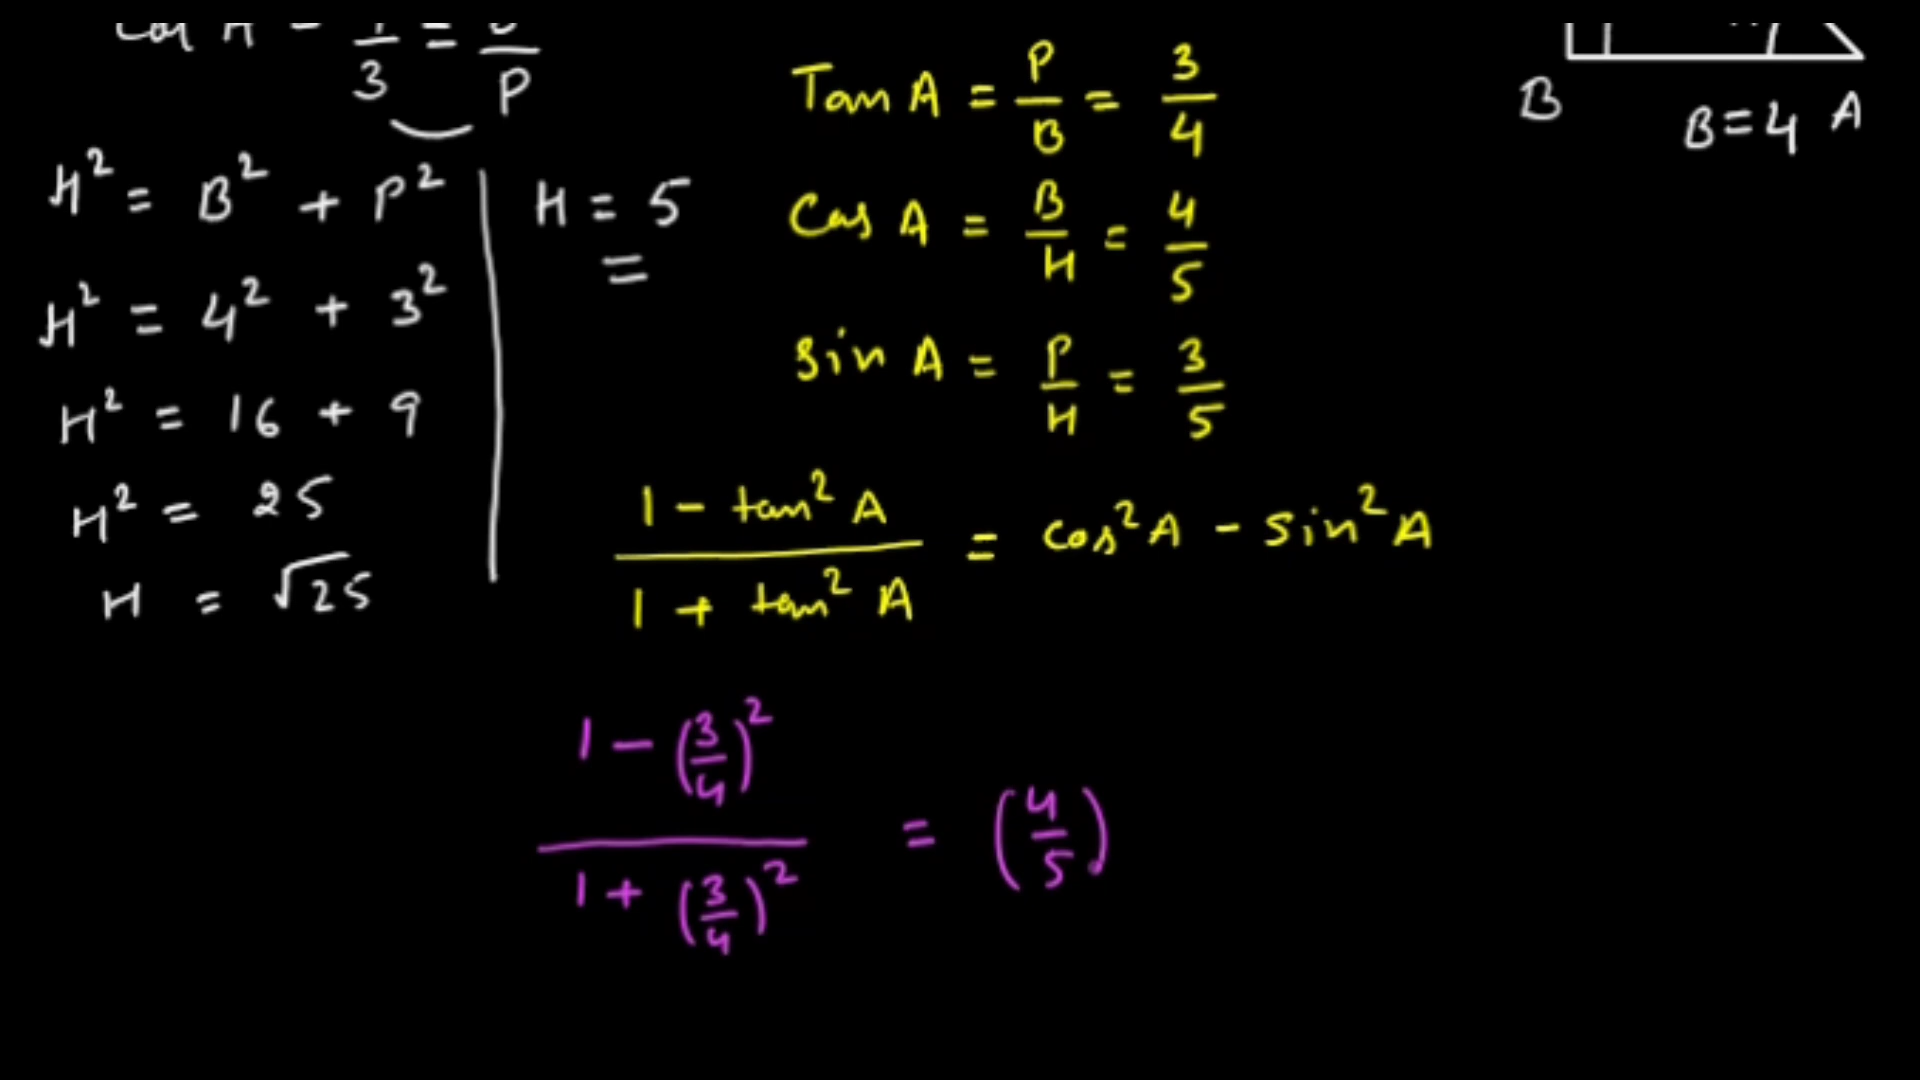 A = /3 = /P
H² = B² + P²
H² = 4² + 3²
H² = 16 + 9
H² = 25
H = √25
H = 5
=
Tan A = P/B = 3/4
Cos A = B/H = 4/5
Sin A = P/H = 3/5
1 - tan² A / 1 + tan² A = cos² A - sin² A
1 - (3/4)² / 1 + (3/4)² = (4/5)
B
B = 4 A